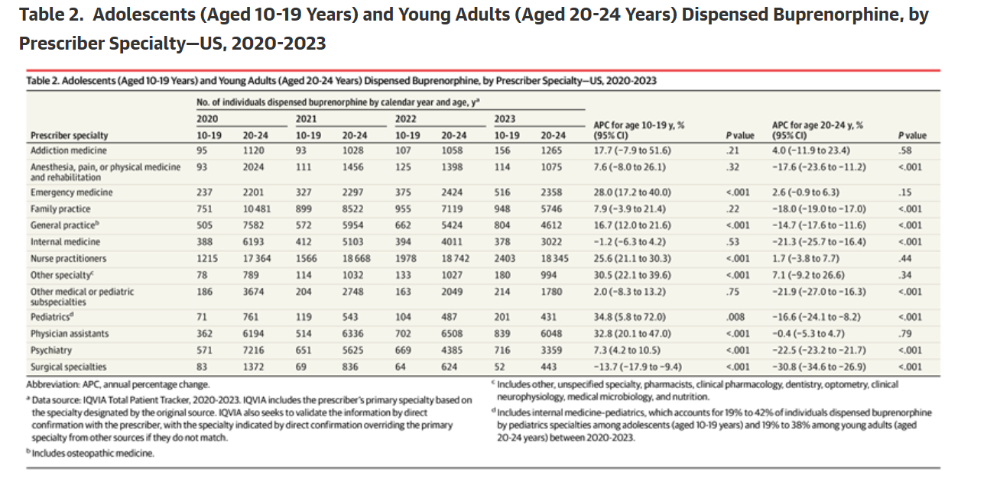 Table 2. Adolescents (Aged 10-19 Years) and Young Adults (Aged 20-24 Years) Dispensed Buprenorphine, by
Prescriber Specialty—US, 2020-2023
Table 2. Adolescents (Aged 10-19 Years) and Young Adults (Aged 20-24 Years) Dispensed Buprenorphine, by Prescriber Specialty—US, 2020-2023
No. of individuals dispensed buprenorphine by calendar year and age, yᵃ
2020 2021 2022 2023
Prescriber specialty 10-19 20-24 10-19 20-24 10-19 20-24 10-19 20-24 APC for age 10-19 y, % (95% CI) P value APC for age 20-24 y, % (95% CI) P value
Addiction medicine 95 1120 93 1028 107 1058 156 1265 17.7 (−7.9 to 51.6) .21 4.0 (−11.9 to 23.4) .58
Anesthesia, pain, or physical medicine 93 2024 111 1456 125 1398 114 1075 7.6 (−8.0 to 26.1) .32 −17.6 (−23.6 to −11.2) <.001
and rehabilitation
Emergency medicine 237 2201 327 2297 375 2424 516 2358 28.0 (17.2 to 40.0) <.001 2.6 (−0.9 to 6.3) .15
Family practice 751 10 481 899 8522 955 7119 948 5746 7.9 (−3.9 to 21.4) .22 −18.0 (−19.0 to −17.0) <.001
General practiceᵇ 505 7582 572 5954 662 5424 804 4612 16.7 (12.0 to 21.6) <.001 −14.7 (−17.6 to −11.6) <.001
Internal medicine 388 6193 412 5103 394 4011 378 3022 −1.2 (−6.3 to 4.2) .53 −21.3 (−25.7 to −16.4) <.001
Nurse practitioners 1215 17 364 1566 18 668 1978 18 742 2403 18 345 25.6 (21.1 to 30.3) <.001 1.7 (−3.8 to 7.7) .44
Other specialtyᶜ 78 789 114 1032 133 1027 180 994 30.5 (22.1 to 39.6) <.001 7.1 (−9.2 to 26.6) .34
Other medical or pediatric 186 3674 204 2748 163 2049 214 1780 2.0 (−8.3 to 13.2) .75 −21.9 (−27.0 to −16.3) <.001
subspecialties
Pediatricsᵈ 71 761 119 543 104 487 201 431 34.8 (5.8 to 72.0) .008 −16.6 (−24.1 to −8.2) <.001
Physician assistants 362 6194 514 6336 702 6508 839 6048 32.8 (20.1 to 47.0) <.001 −0.4 (−5.3 to 4.7) .79
Psychiatry 571 7216 651 5625 669 4385 716 3359 7.3 (4.2 to 10.5) <.001 −22.5 (−23.2 to −21.7) <.001
Surgical specialties 83 1372 69 836 64 624 52 443 −13.7 (−17.9 to −9.4) <.001 −30.8 (−34.6 to −26.9) <.001
Abbreviation: APC, annual percentage change.
ᵃ Data source: IQVIA Total Patient Tracker, 2020-2023. IQVIA includes the prescriber's primary specialty based on
the specialty designated by the original source. IQVIA also seeks to validate the information by direct
confirmation with the prescriber, with the specialty indicated by direct confirmation overriding the primary
specialty from other sources if they do not match.
ᵇ Includes osteopathic medicine.
ᶜ Includes other, unspecified specialty, pharmacists, clinical pharmacology, dentistry, optometry, clinical
neurophysiology, medical microbiology, and nutrition.
ᵈ Includes internal medicine-pediatrics, which accounts for 19% to 42% of individuals dispensed buprenorphine
by pediatrics specialties among adolescents (aged 10-19 years) and 19% to 38% among young adults (aged
20-24 years) between 2020-2023.